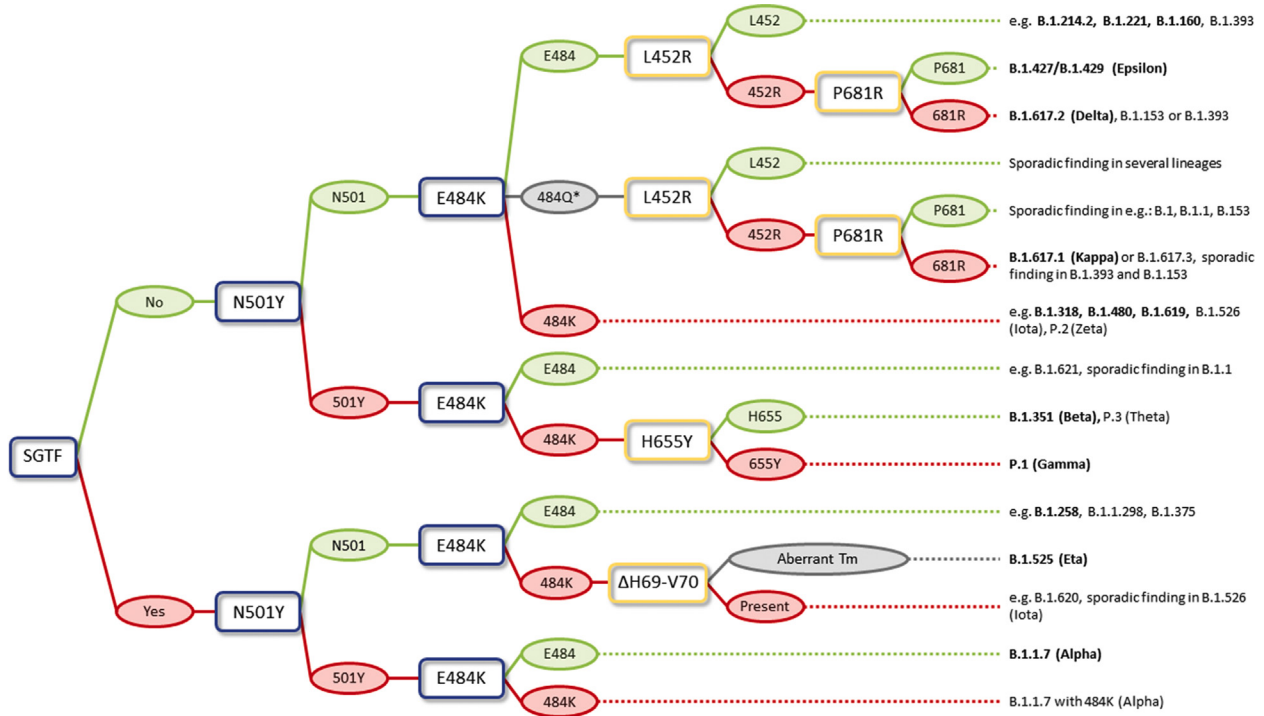 L452
e.g. B.1.214.2, B.1.221, B.1.160, B.1.393
E484
L452R
P681
B.1.427/B.1.429 (Epsilon)
452R
P681R
681R
B.1.617.2 (Delta), B.1.153 or B.1.393
L452
Sporadic finding in several lineages
N501
E484K
484Q*
L452R
P681
Sporadic finding in e.g.: B.1, B.1.1, B.153
452R
P681R
681R
B.1.617.1 (Kappa) or B.1.617.3, sporadic
finding in B.1.393 and B.1.153
No
N501Y
484K
e.g. B.1.318, B.1.480, B.1.619, B.1.526
(Iota), P.2 (Zeta)
E484
e.g. B.1.621, sporadic finding in B.1.1
501Y
E484K
H655
B.1.351 (Beta), P.3 (Theta)
484K
H655Y
655Y
P.1 (Gamma)
SGTF
E484
e.g. B.1.258, B.1.1.298, B.1.375
N501
E484K
Aberrant Tm
B.1.525 (Eta)
484K
ΔH69-V70
Present
e.g. B.1.620, sporadic finding in B.1.526
(Iota)
Yes
N501Y
E484
B.1.1.7 (Alpha)
501Y
E484K
484K
B.1.1.7 with 484K (Alpha)